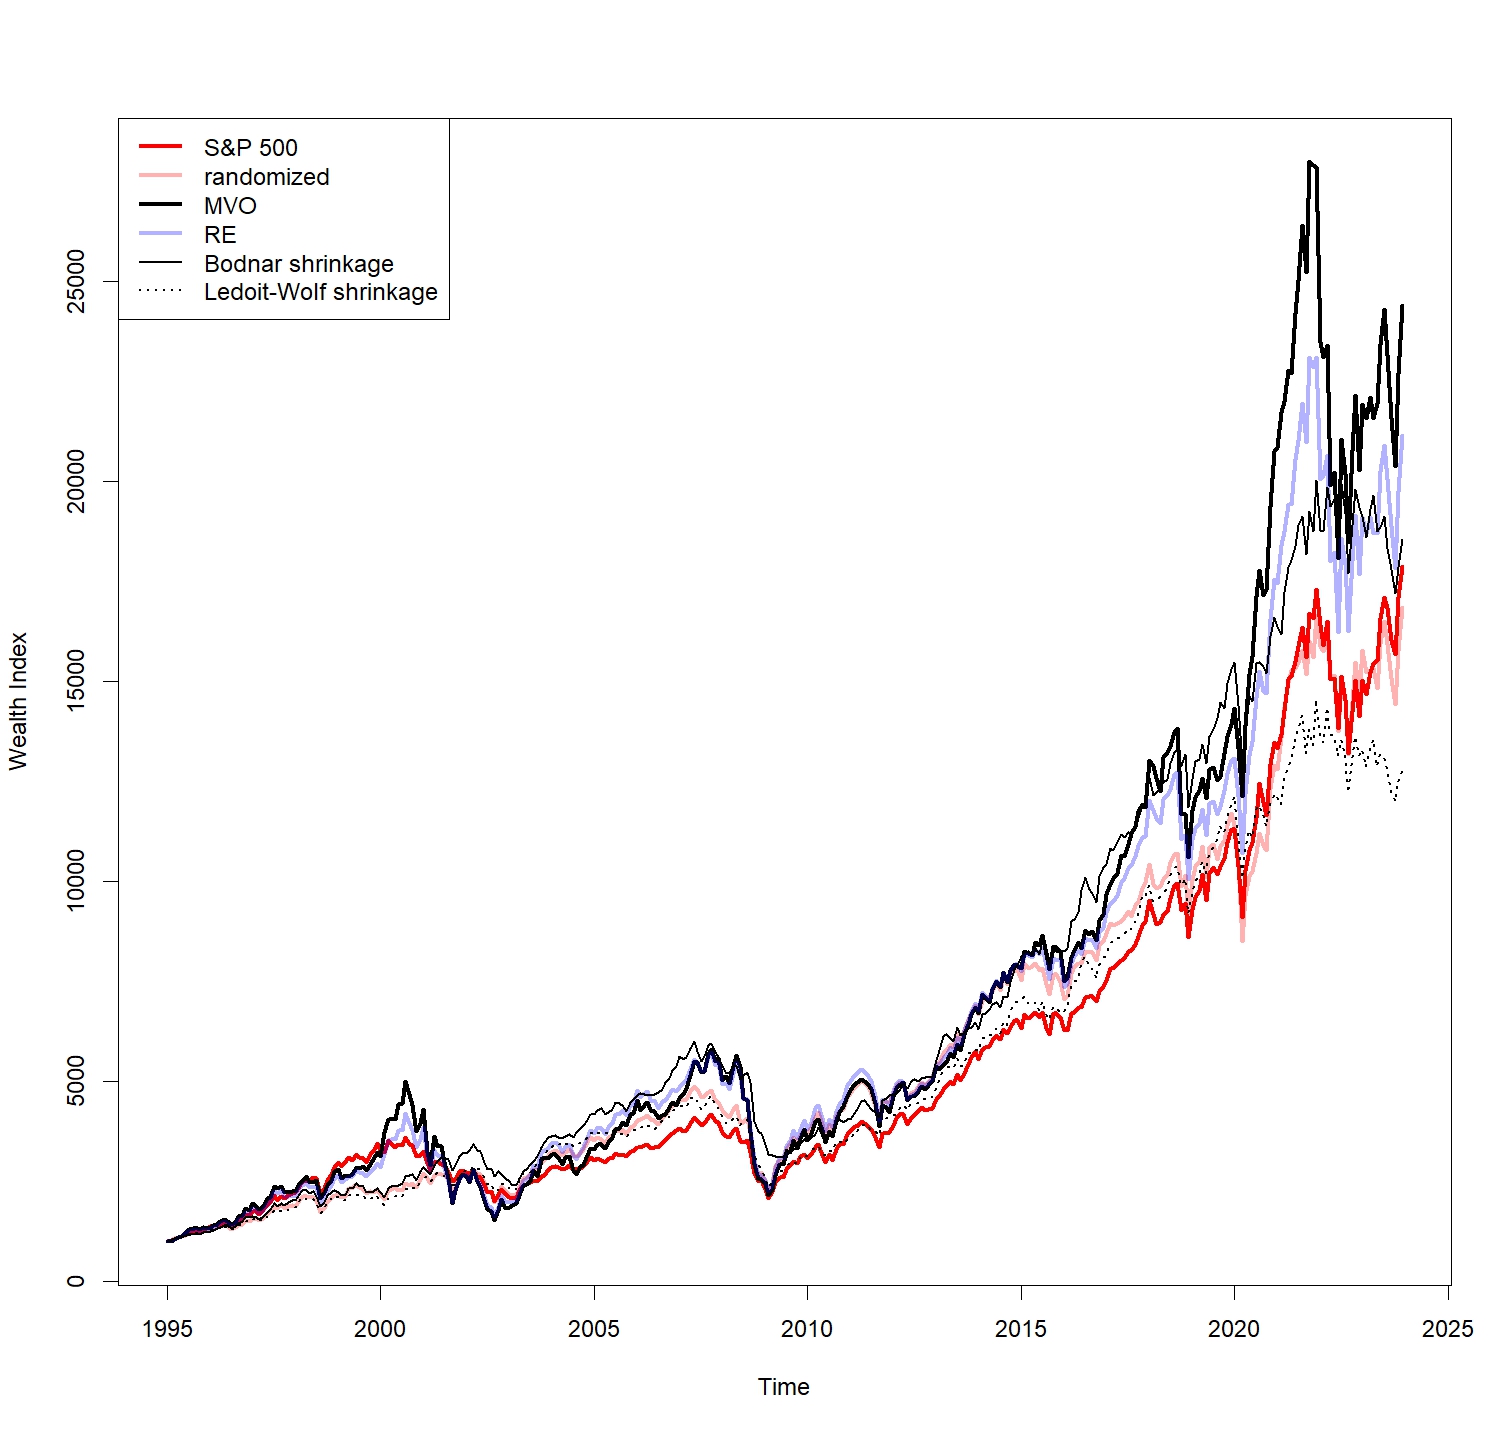 S&P 500
randomized
MVO
RE
Bodnar shrinkage
Ledoit-Wolf shrinkage
Wealth Index
25000
20000
15000
10000
5000
0
1995 2000 2005 2010 2015 2020 2025
Time